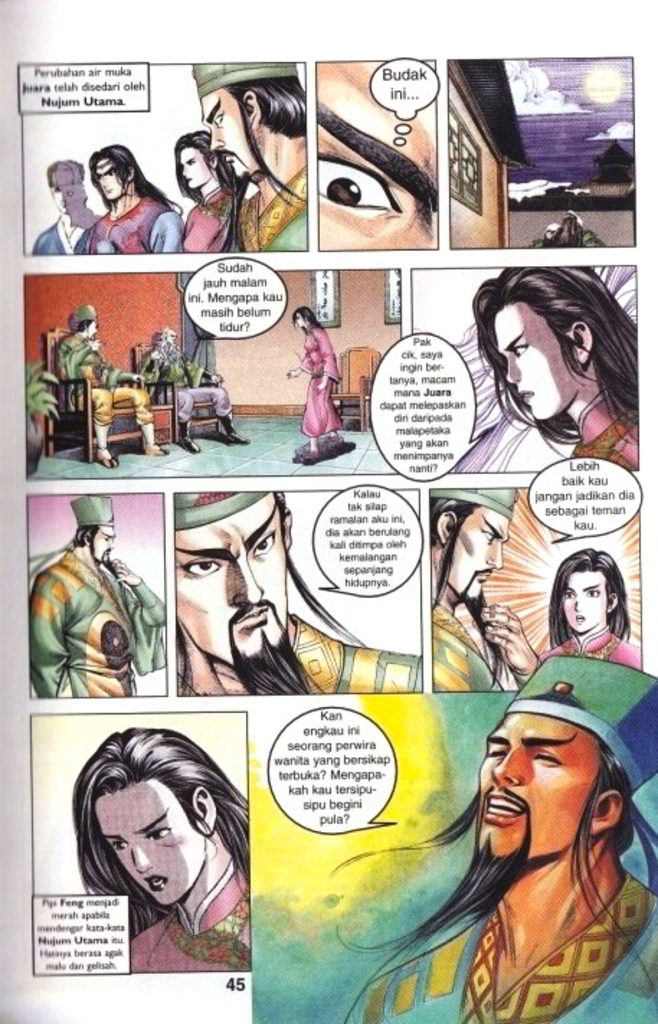 Perubahan air muka
Juara telah disedari oleh
Nujum Utama.
Budak
ini...
Sudah
jauh malam
ini. Mengapa kau
masih belum
tidur?
Pak
cik, saya
ingin ber-
tanya, macam
mana Juara
dapat melepaskan
diri daripada
malapetaka
yang akan
menimpanya
nanti?
Kalau
tak silap
ramalan aku ini,
dia akan berulang
kali ditimpa oleh
kesengsaraan
sepanjang
hidupnya.
Lebih
baik kau
jangan jadikan dia
sebagai teman
kau.
Kan
engkau ini
seorang perwira
wanita yang bersikap
terbuka? Mengapa-
kah kau tersipu-
sipu begini
pula?
Pipi Feng menjadi
merah apabila
mendengar kata-kata
Nujum Utama itu.
Hatinya berasa agak
malu dan gelisah.
45